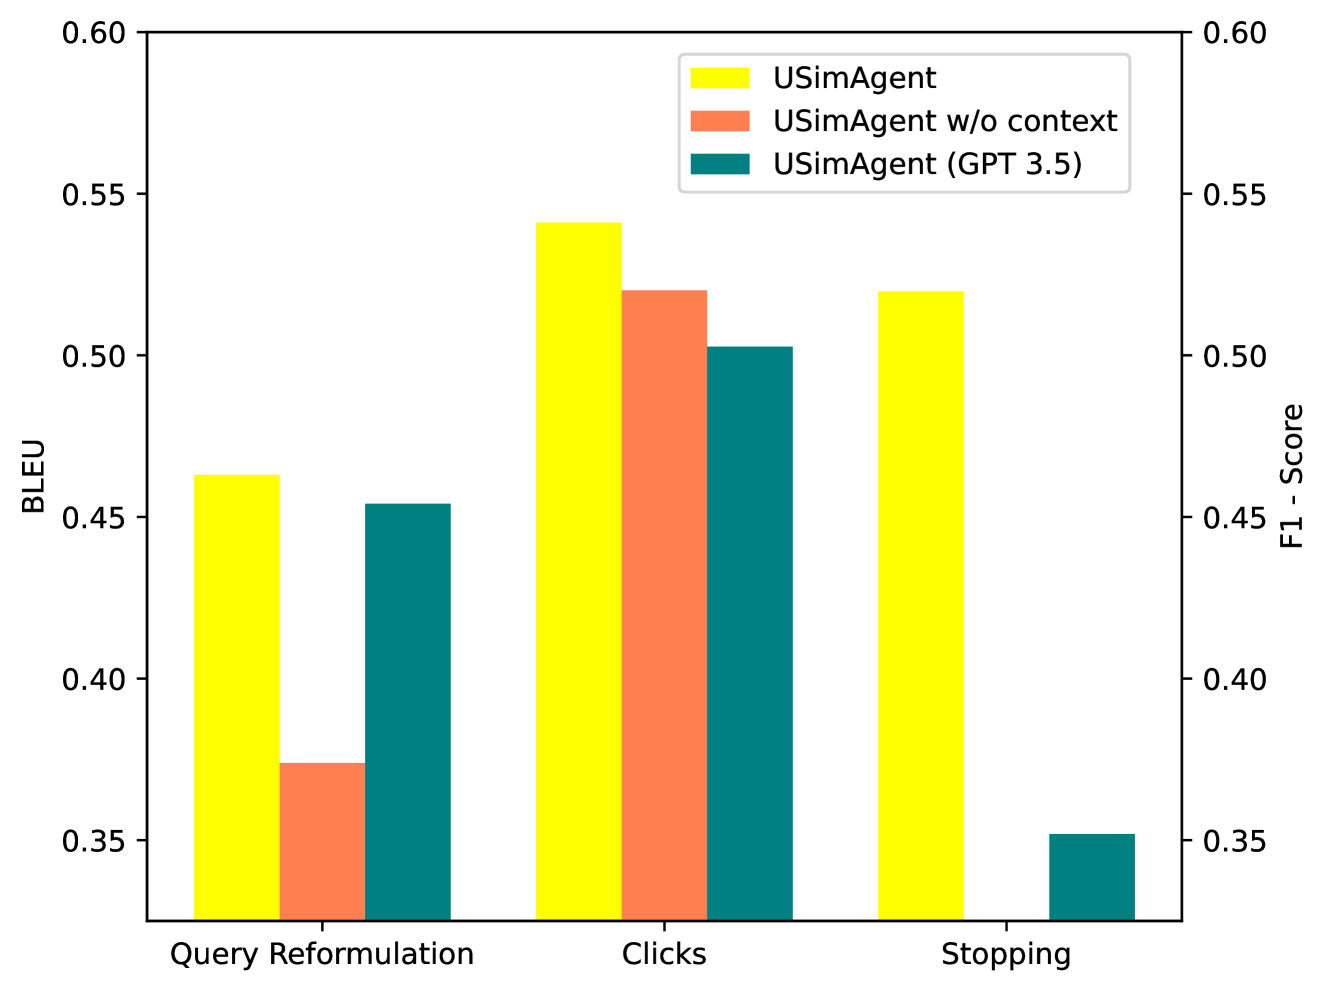 USimAgent
USimAgent w/o context
USimAgent (GPT 3.5)
BLEU
0.60
0.55
0.50
0.45
0.40
0.35
F1 - Score
0.60
0.55
0.50
0.45
0.40
0.35
Query Reformulation
Clicks
Stopping